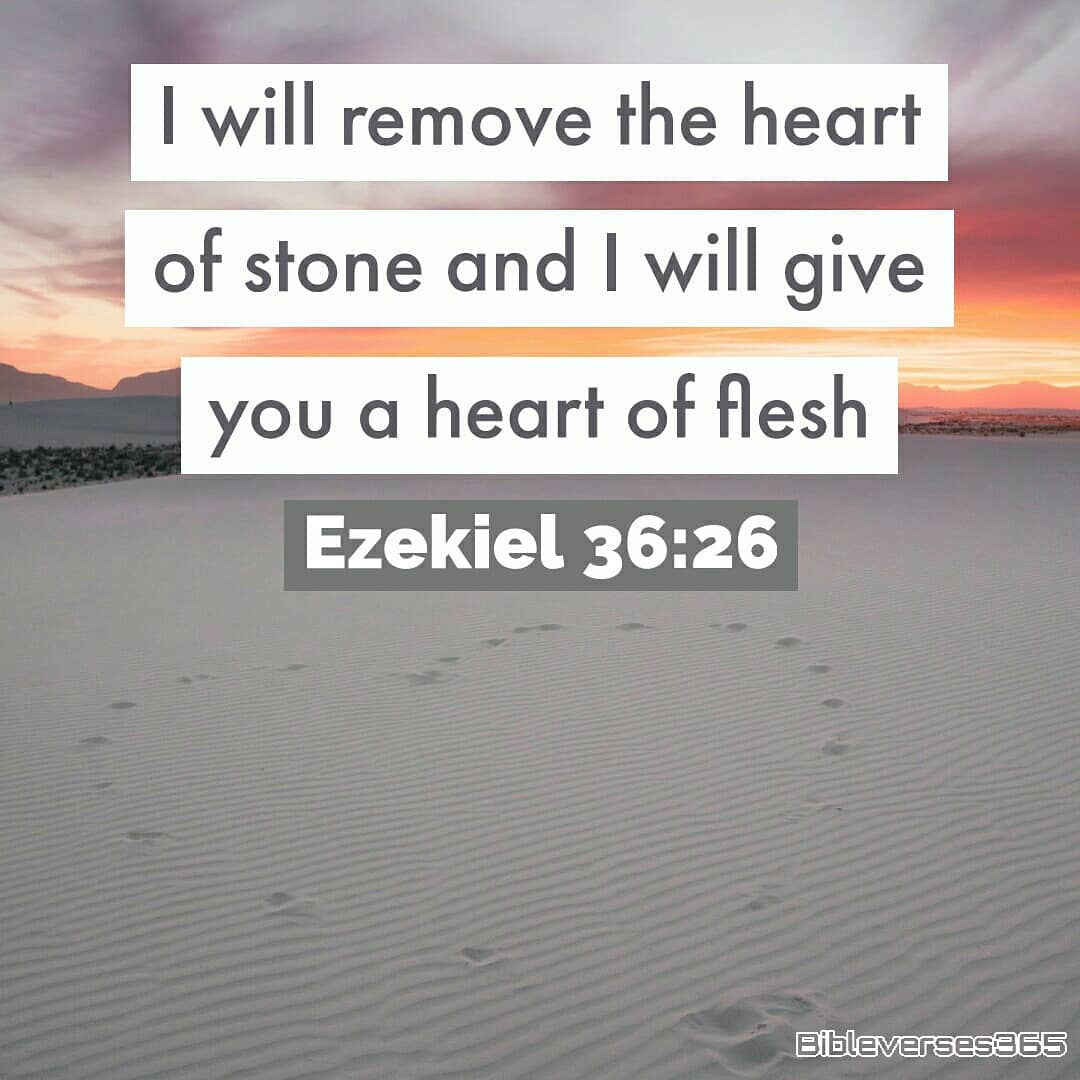 I will remove the heart
of stone and I will give
you a heart of flesh
Ezekiel 36:26
Bibleverses365